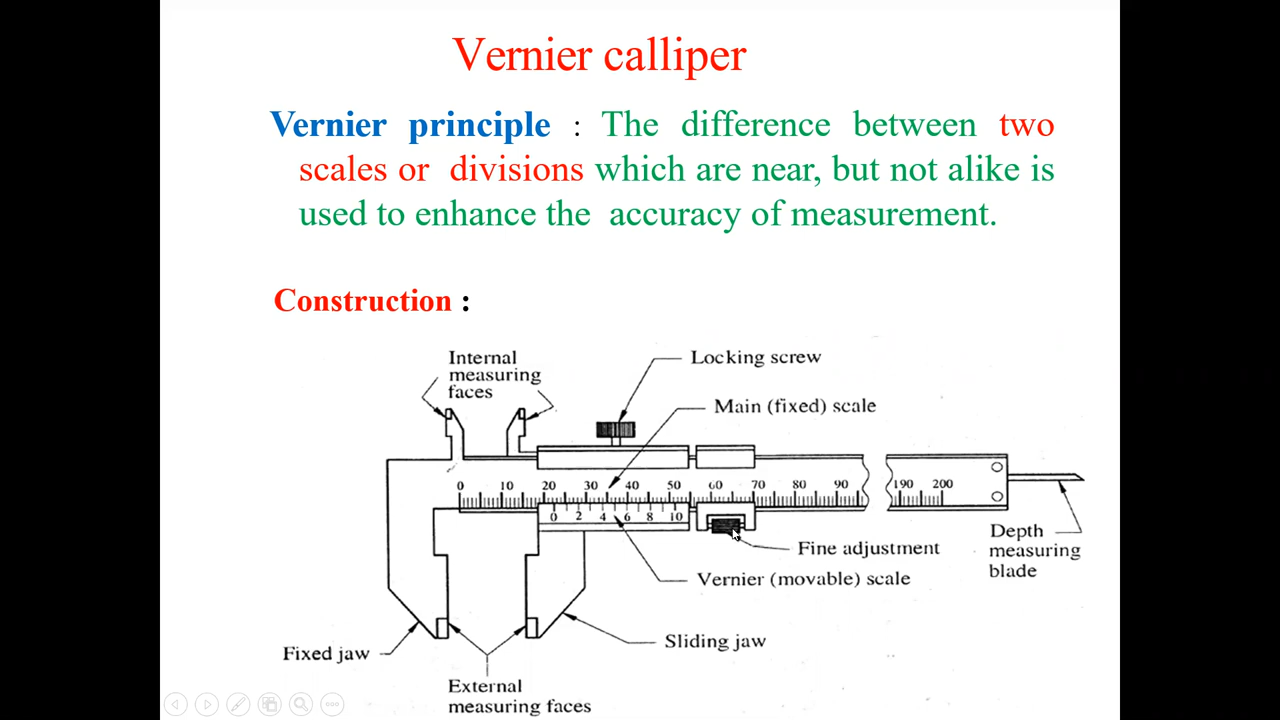 Vernier calliper
Vernier principle : The difference between two
scales or divisions which are near, but not alike is
used to enhance the accuracy of measurement.
Construction :
Internal
measuring
faces
Locking screw
Main (fixed) scale
0 10 20 30 40 50 60 70 80 90 190 200
0 2 4 6 8 10
Depth
measuring
blade
Fine adjustment
Vernier (movable) scale
Sliding jaw
Fixed jaw
External
measuring faces